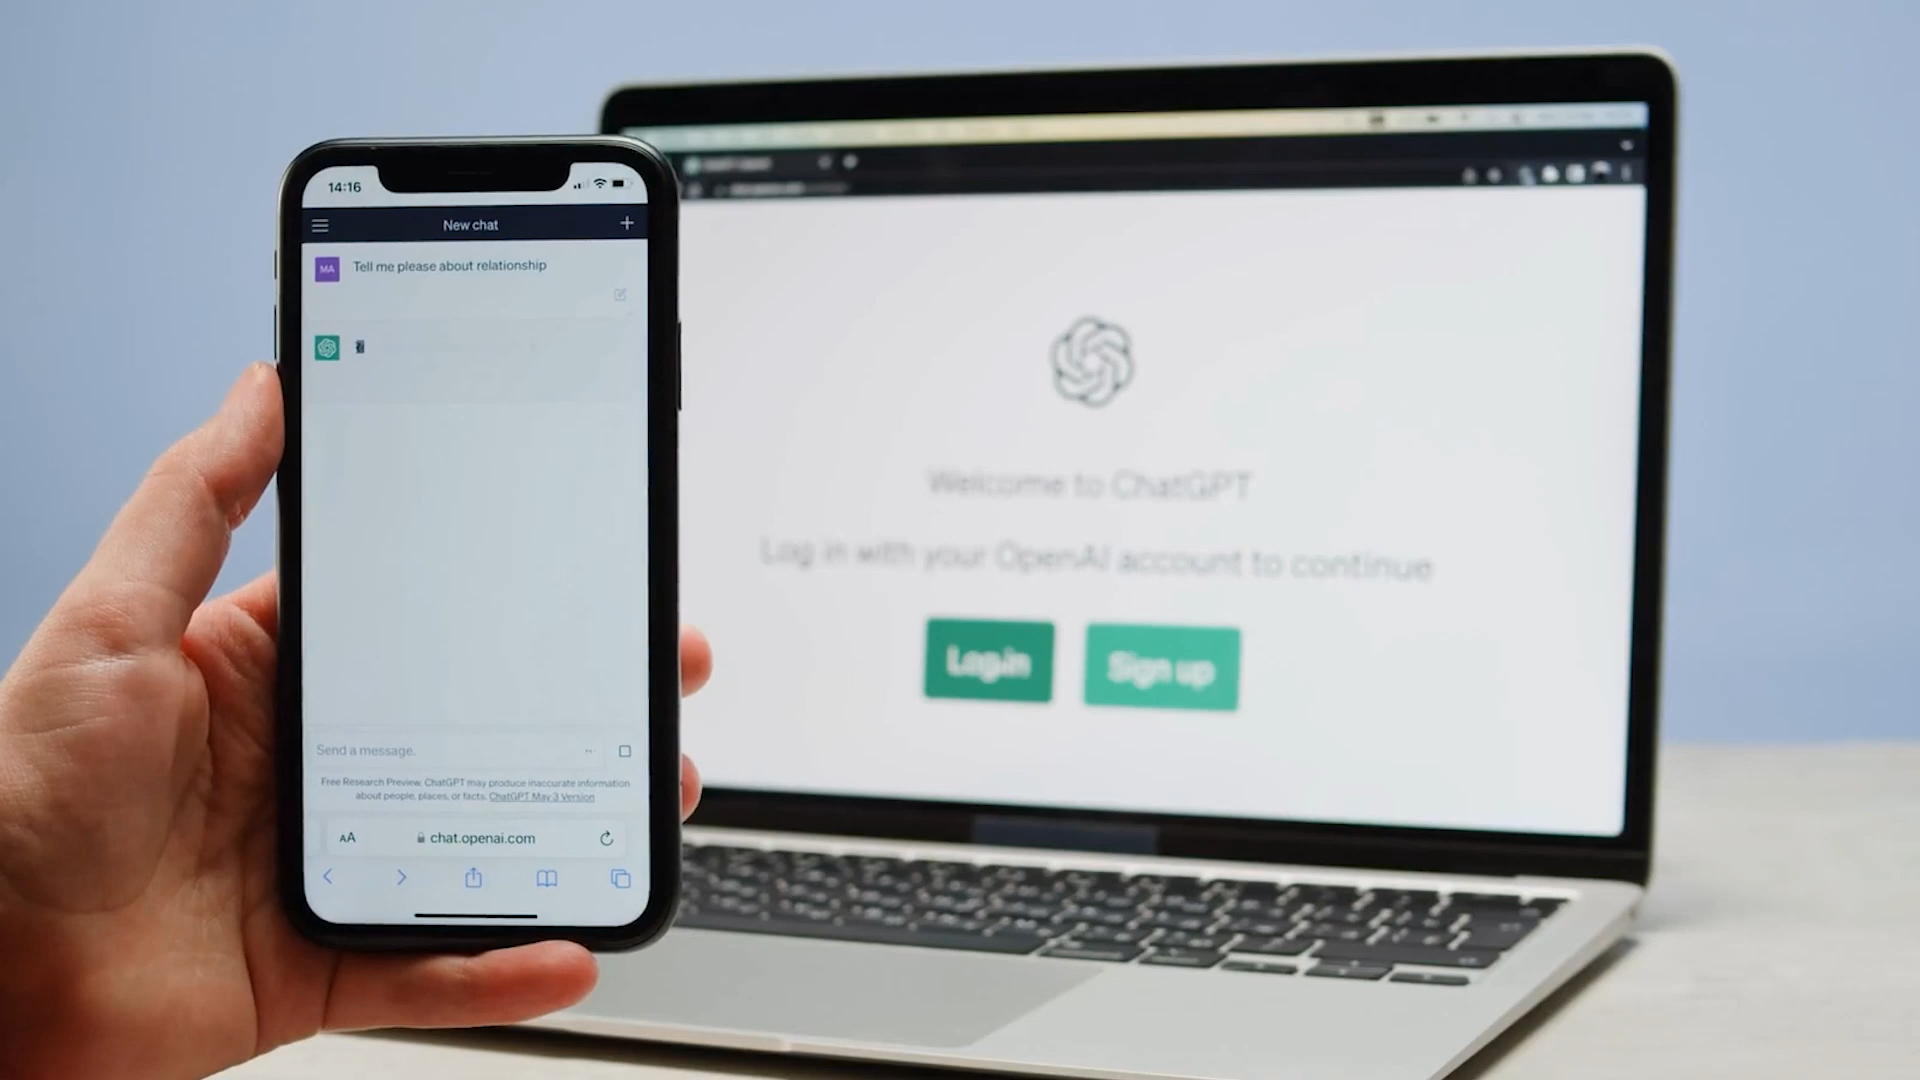 14:16
New chat
MA
Tell me please about relationship
Send a message.
Free Research Preview. ChatGPT may produce inaccurate information
about people, places, or facts. ChatGPT May 3 Version
AA
chat.openai.com
Welcome to ChatGPT
Log in with your OpenAI account to continue
Log in
Sign up